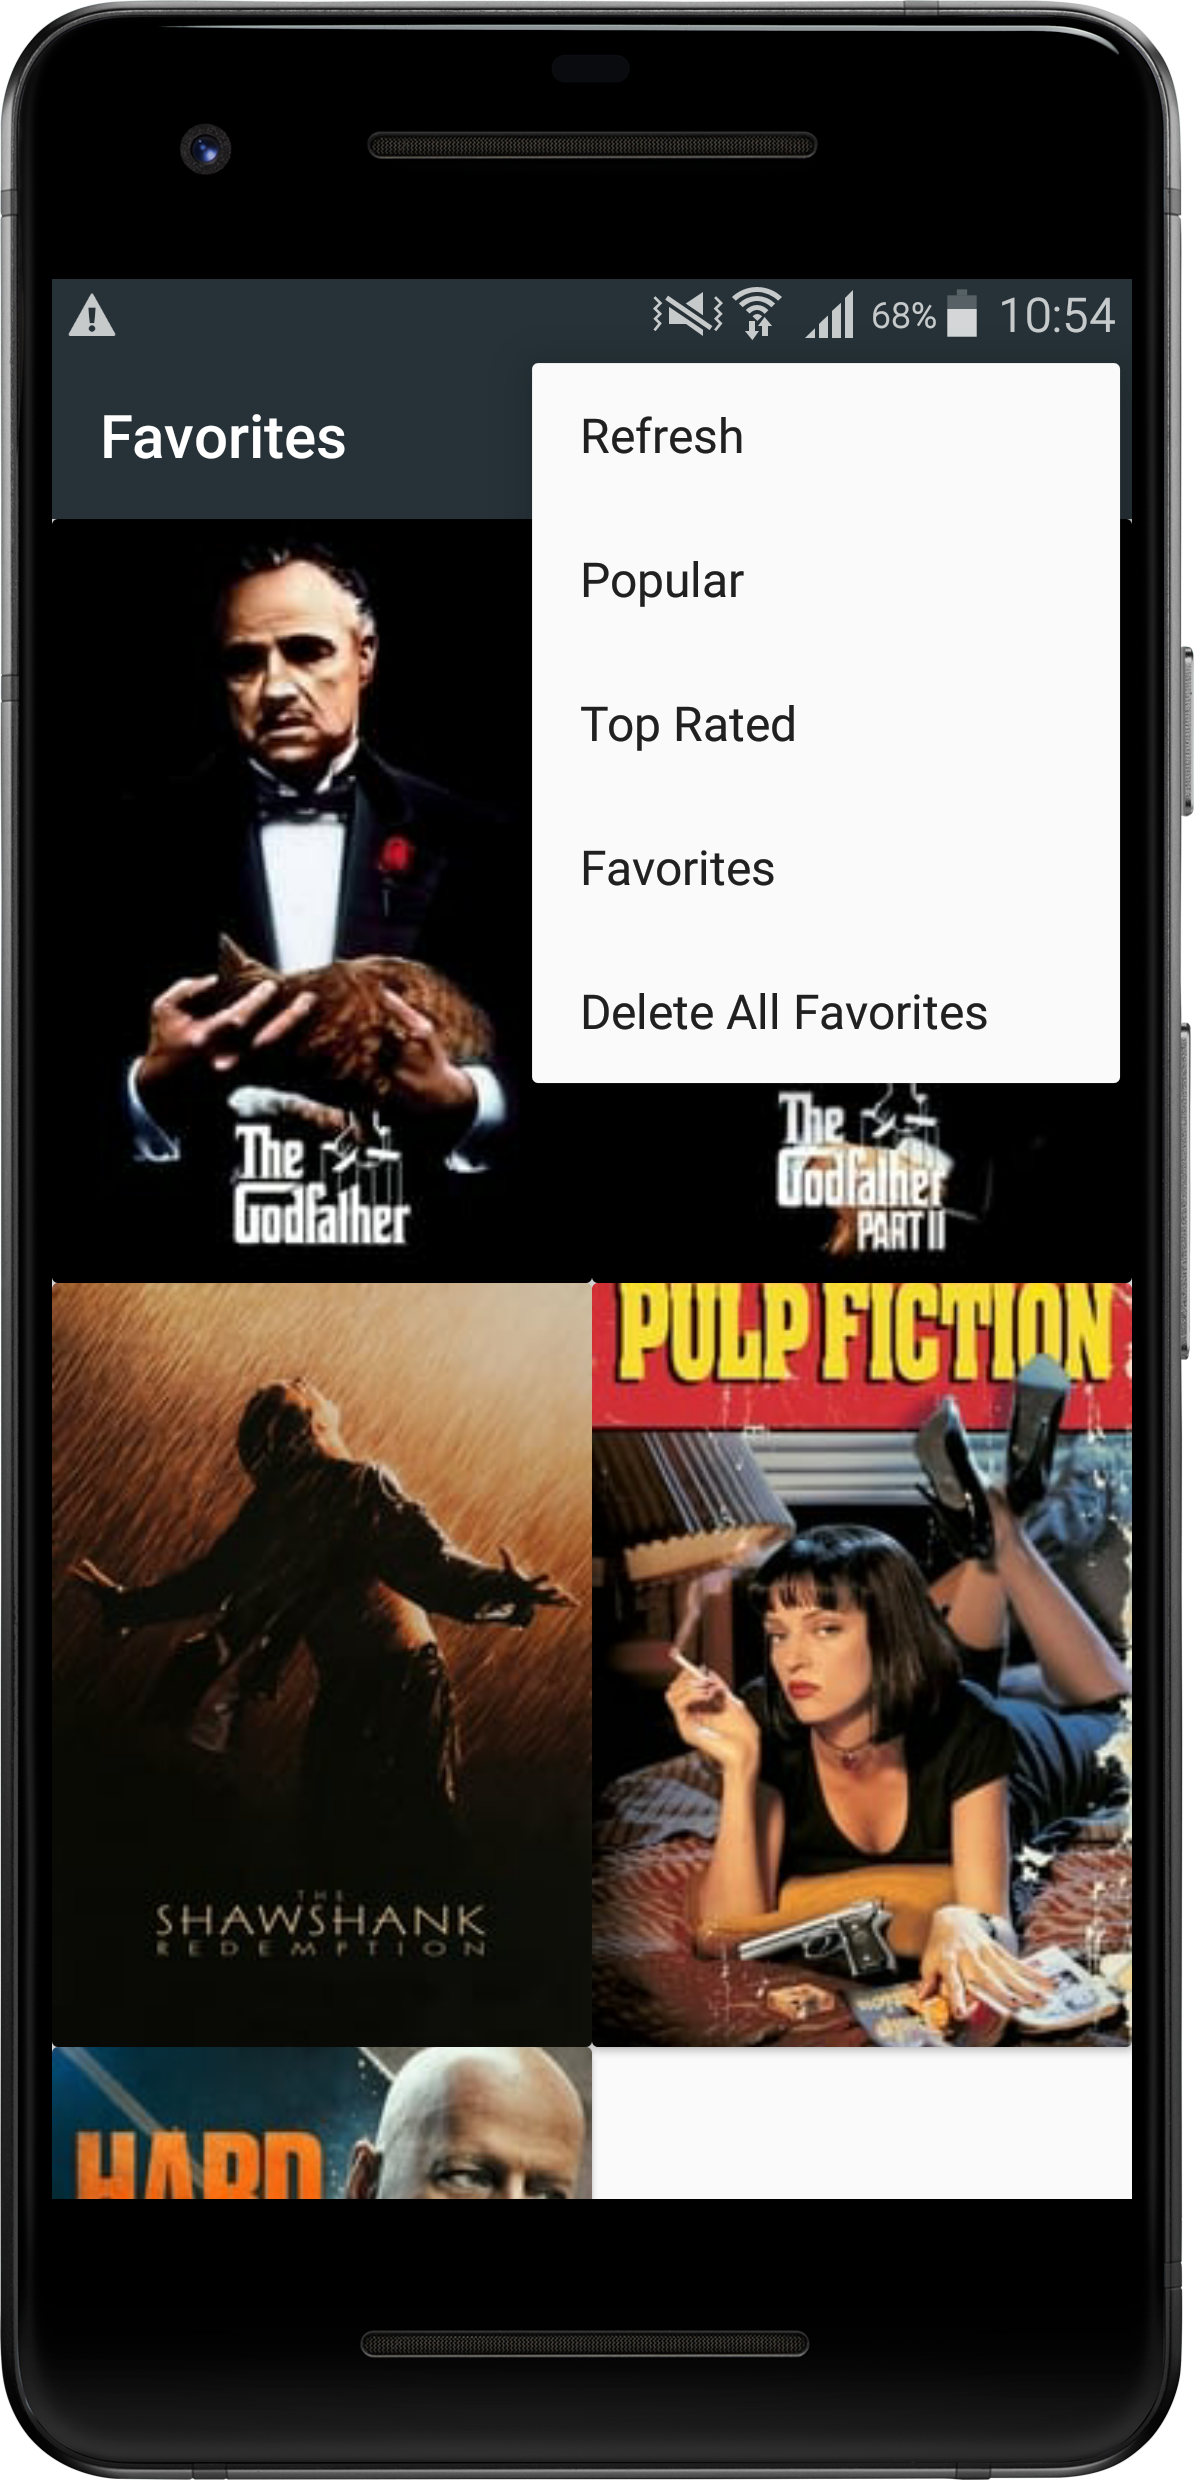 68% 10:54
Favorites
Refresh
Popular
Top Rated
Favorites
Delete All Favorites
The
Godfather
The
Godfather
PART II
THE
SHAWSHANK
REDEMPTION
PULP FICTION
HARD